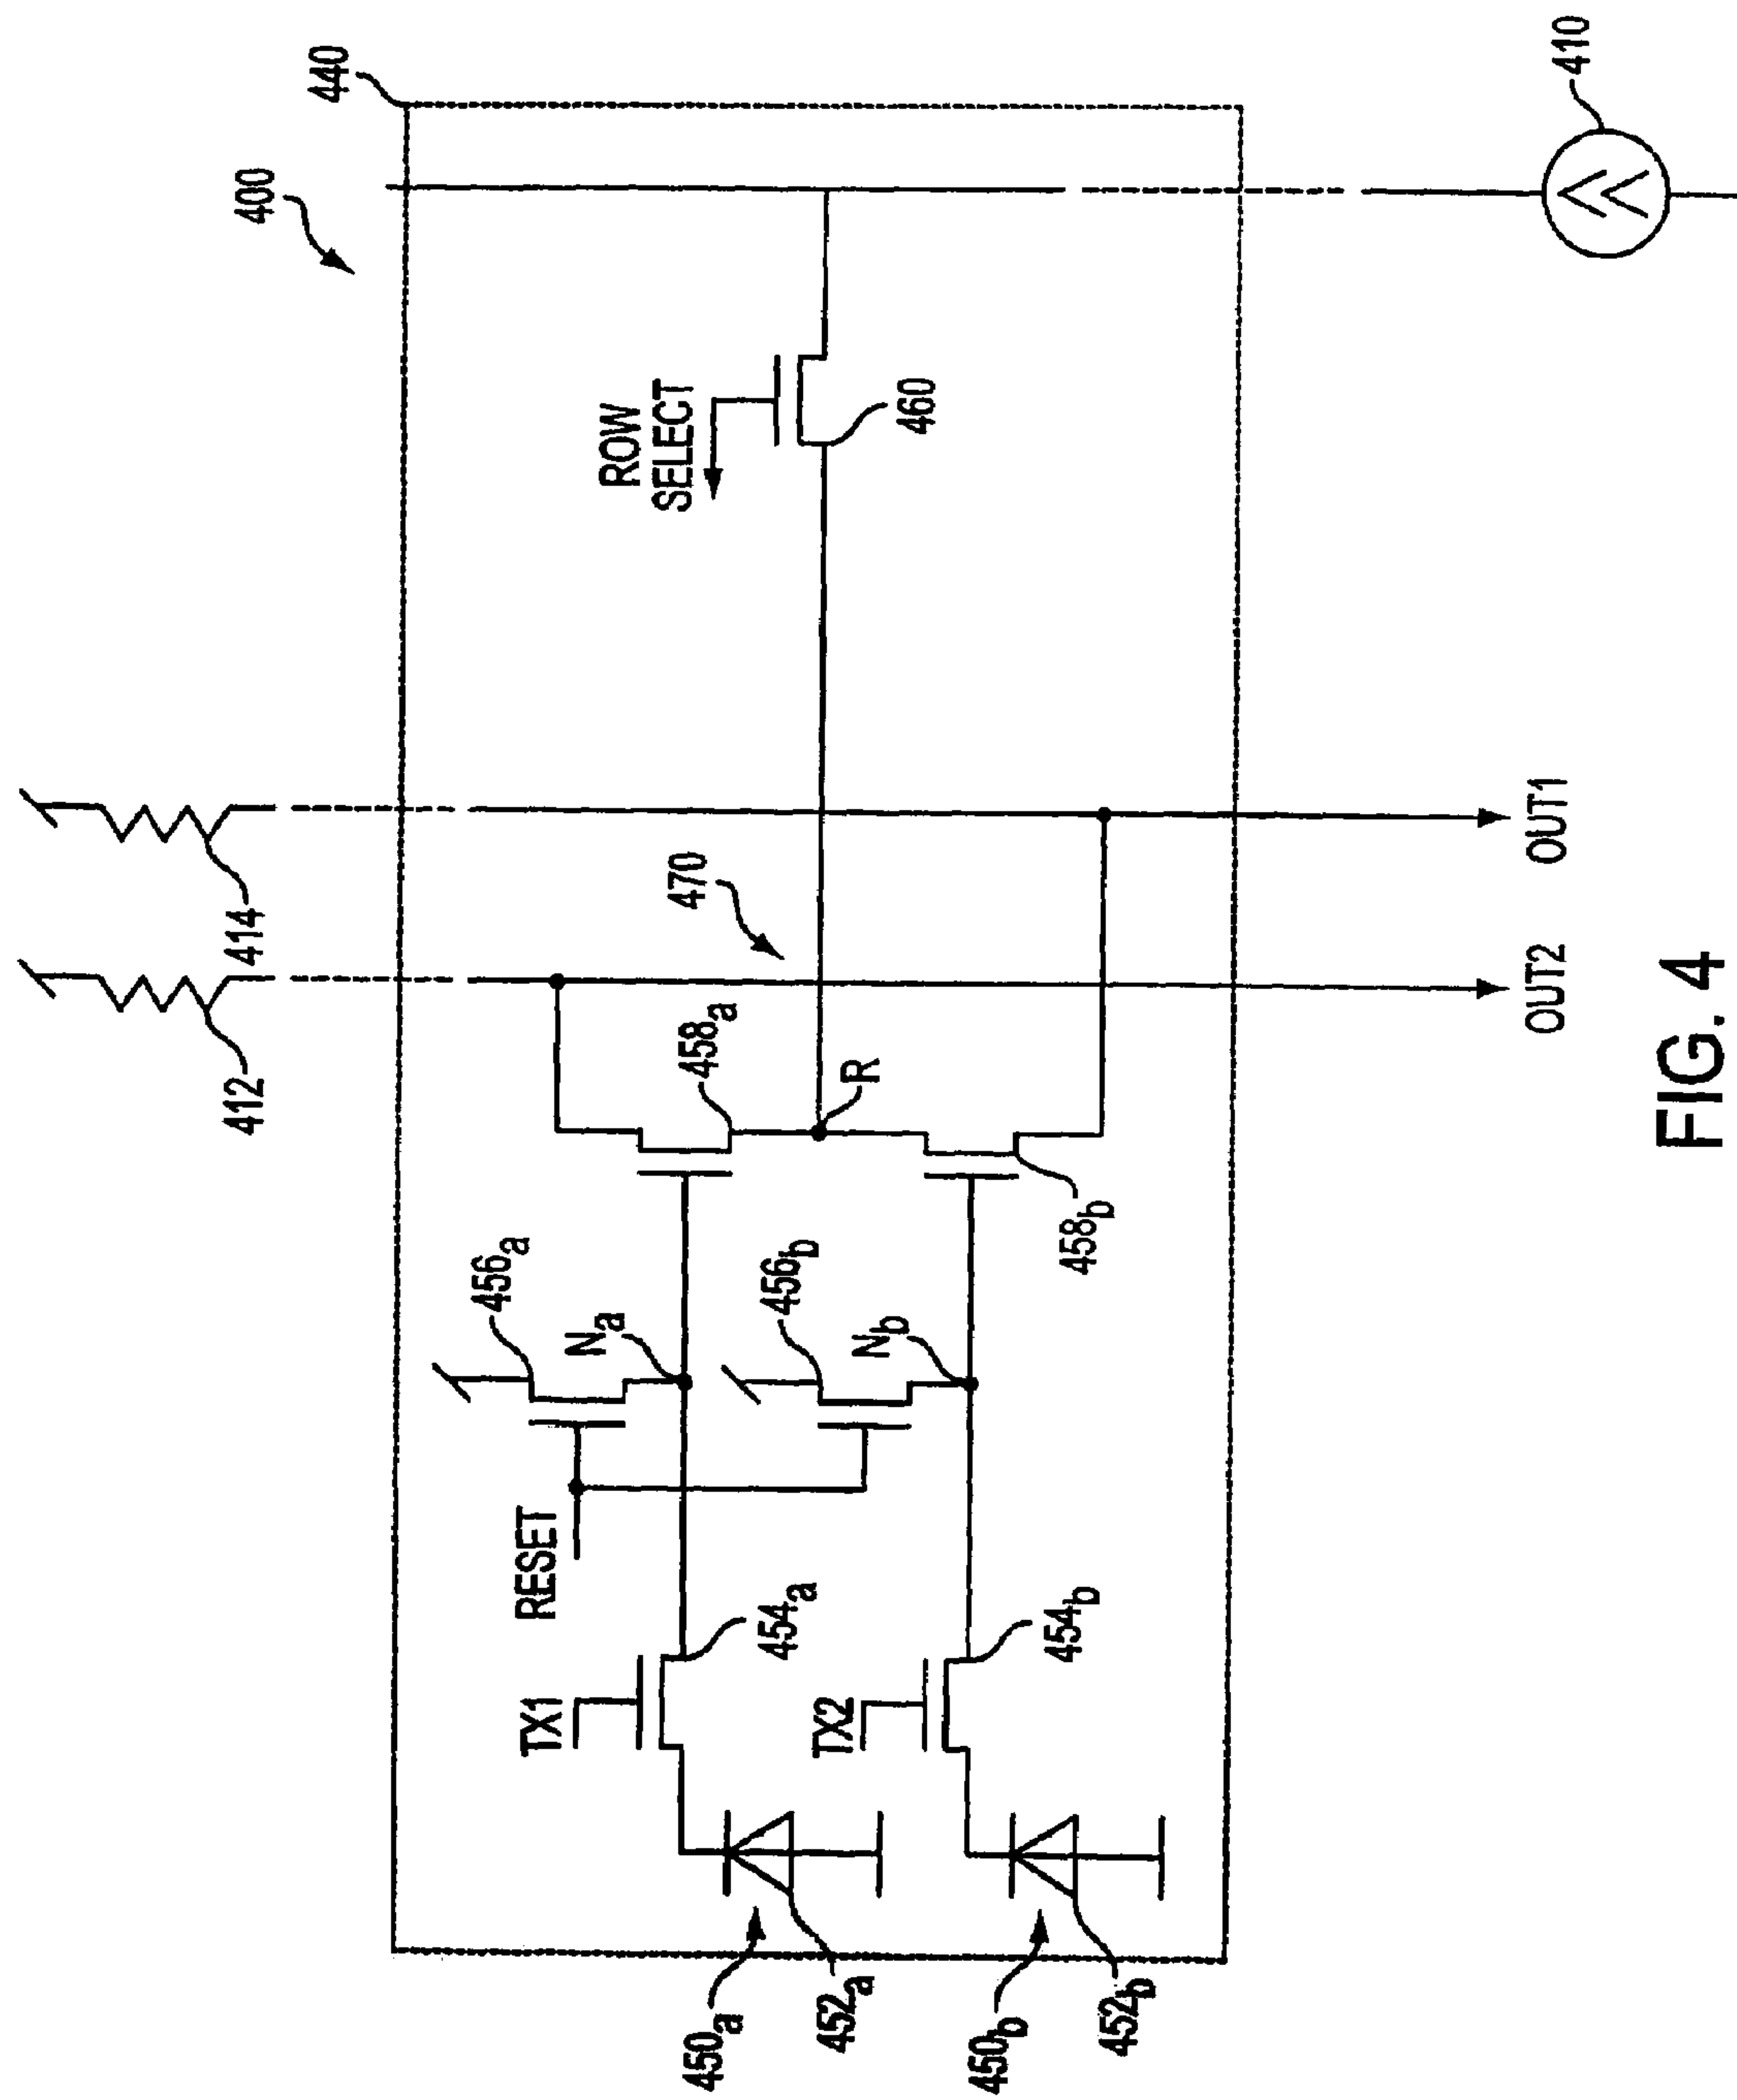 400
440
412
414
456a
ROW
SELECT
RESET
Na
470
TX1
458a
456b
454a
Nb
R
460
TX2
450a
452a
454b
458b
450b
452b
OUT2
OUT1
410
FIG. 4